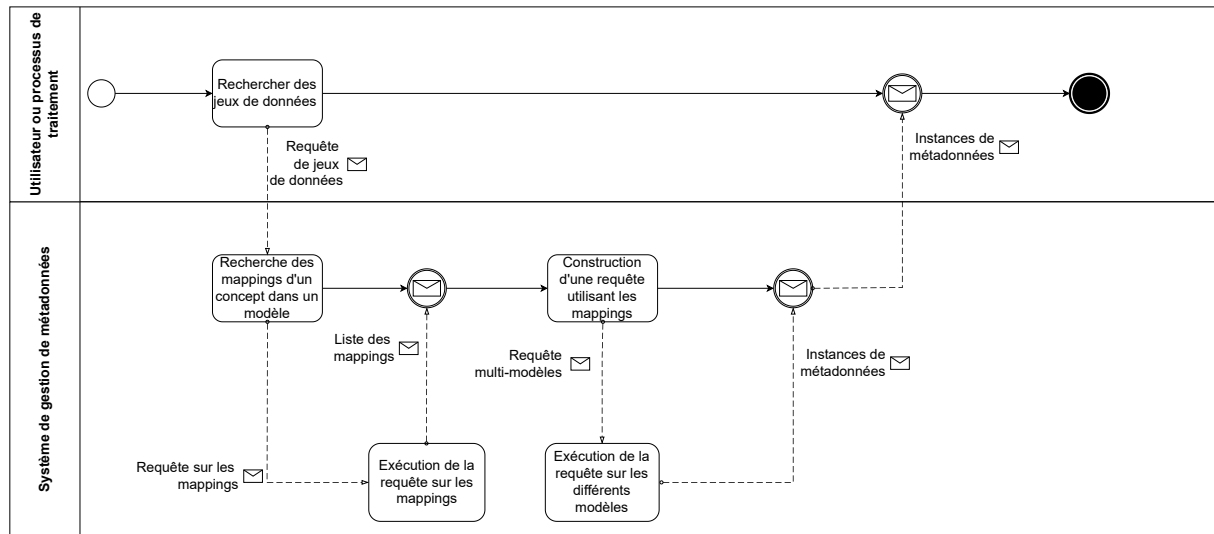 Utilisateur ou processus de
traitement
Rechercher des
jeux de données
Requête
de jeux
de données
Instances de
métadonnées
Système de gestion de métadonnées
Recherche des
mappings d'un
concept dans un
modèle
Construction
d'une requête
utilisant les
mappings
Liste des
mappings
Requête
multi-modèles
Instances de
métadonnées
Requête sur les
mappings
Exécution de la
requête sur les
mappings
Exécution de la
requête sur les
différents
modèles